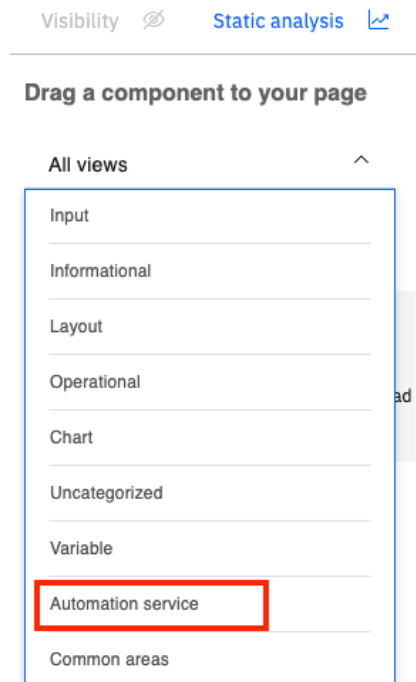 Visibility Static analysis
Drag a component to your page
All views
Input
Informational
Layout
Operational
ad
Chart
Uncategorized
Variable
Automation service
Common areas